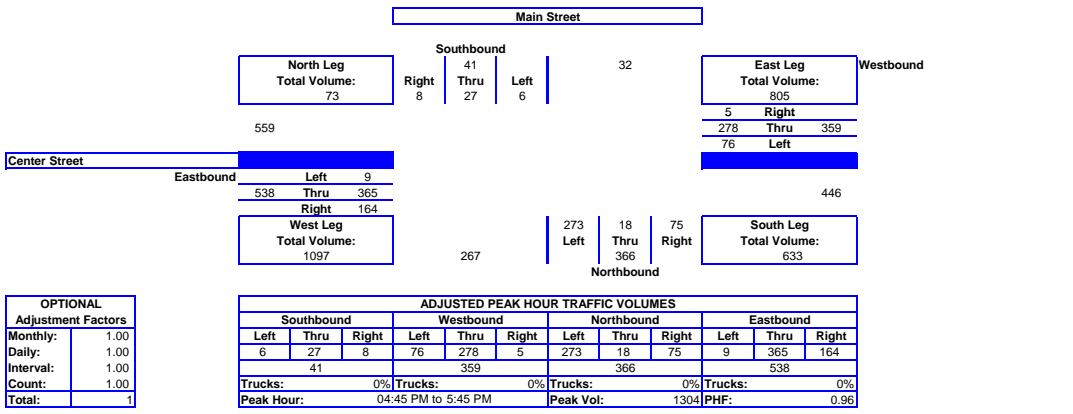 Main Street
Southbound
North Leg 41 32 East Leg Westbound
Total Volume: Right Thru Left Total Volume:
73 8 27 6 805
5 Right
559 278 Thru 359
76 Left
Center Street
Eastbound Left 9
538 Thru 365 446
Right 164
West Leg 273 18 75 South Leg
Total Volume: Left Thru Right Total Volume:
1097 267 366 633
Northbound
OPTIONAL ADJUSTED PEAK HOUR TRAFFIC VOLUMES
Adjustment Factors Southbound Westbound Northbound Eastbound
Monthly: 1.00 Left Thru Right Left Thru Right Left Thru Right Left Thru Right
Daily: 1.00 6 27 8 76 278 5 273 18 75 9 365 164
Interval: 1.00 41 359 366 538
Count: 1.00 Trucks: 0% Trucks: 0% Trucks: 0% Trucks: 0%
Total: 1 Peak Hour: 04:45 PM to 5:45 PM Peak Vol: 1304 PHF: 0.96